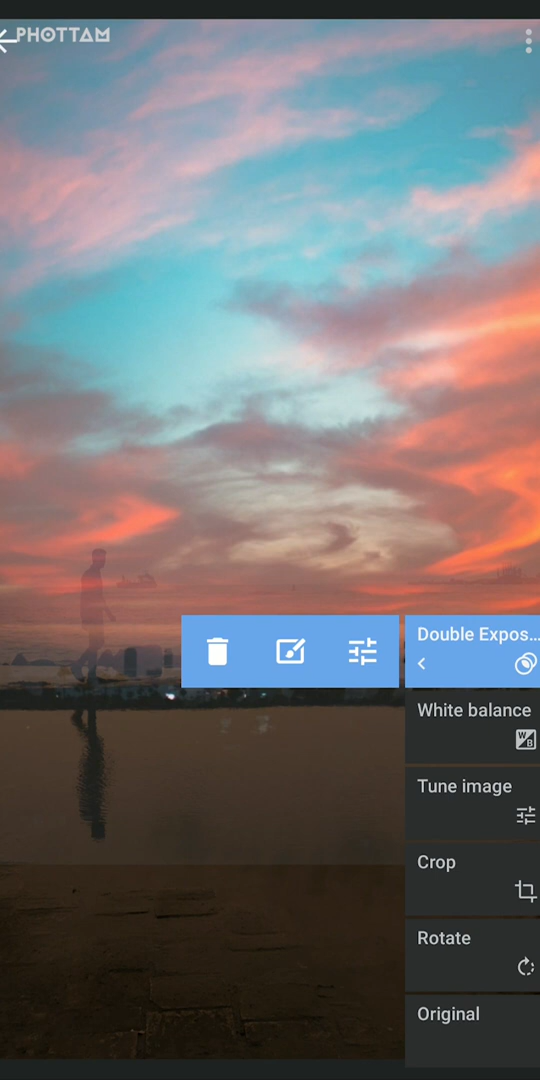 PHOTTAM
Double Expos...
White balance
W
B
Tune image
Crop
Rotate
Original